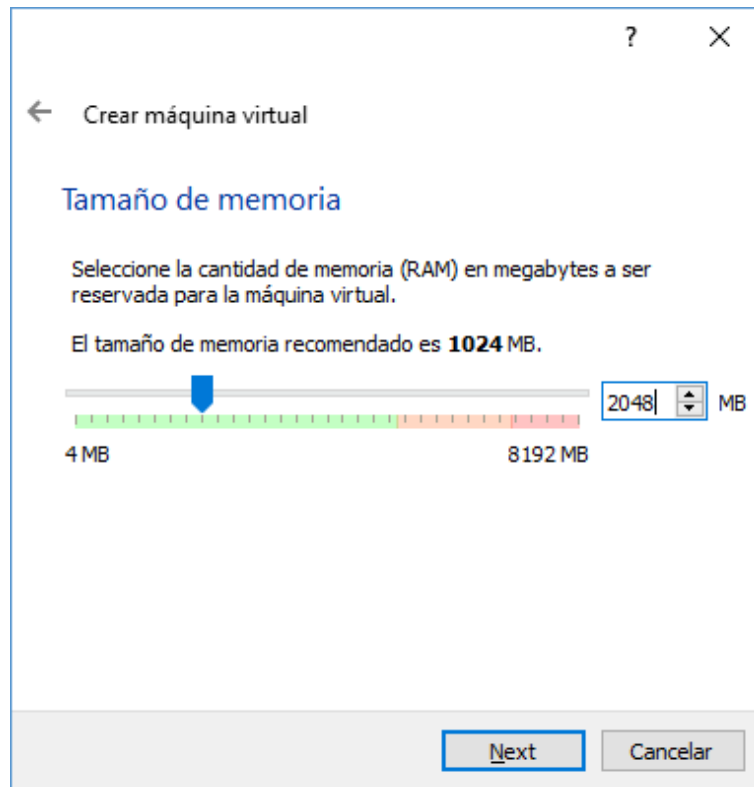 ?
Crear máquina virtual
Tamaño de memoria
Seleccione la cantidad de memoria (RAM) en megabytes a ser
reservada para la máquina virtual.
El tamaño de memoria recomendado es 1024 MB.
2048 MB
4 MB 8192 MB
Next Cancelar